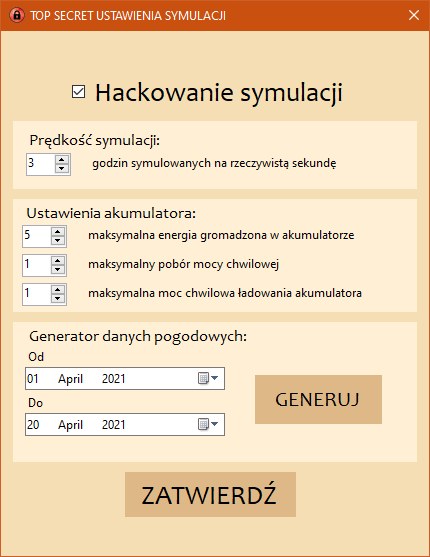 TOP SECRET USTAWIENIA SYMULACJI
Hackowanie symulacji
Prędkość symulacji:
3 godzin symulowanych na rzeczywistą sekundę
Ustawienia akumulatora:
5 maksymalna energia gromadzona w akumulatorze
1 maksymalny pobór mocy chwilowej
1 maksymalna moc chwilowa ładowania akumulatora
Generator danych pogodowych:
Od
01 April 2021
GENERUJ
Do
20 April 2021
ZATWIERDŹ